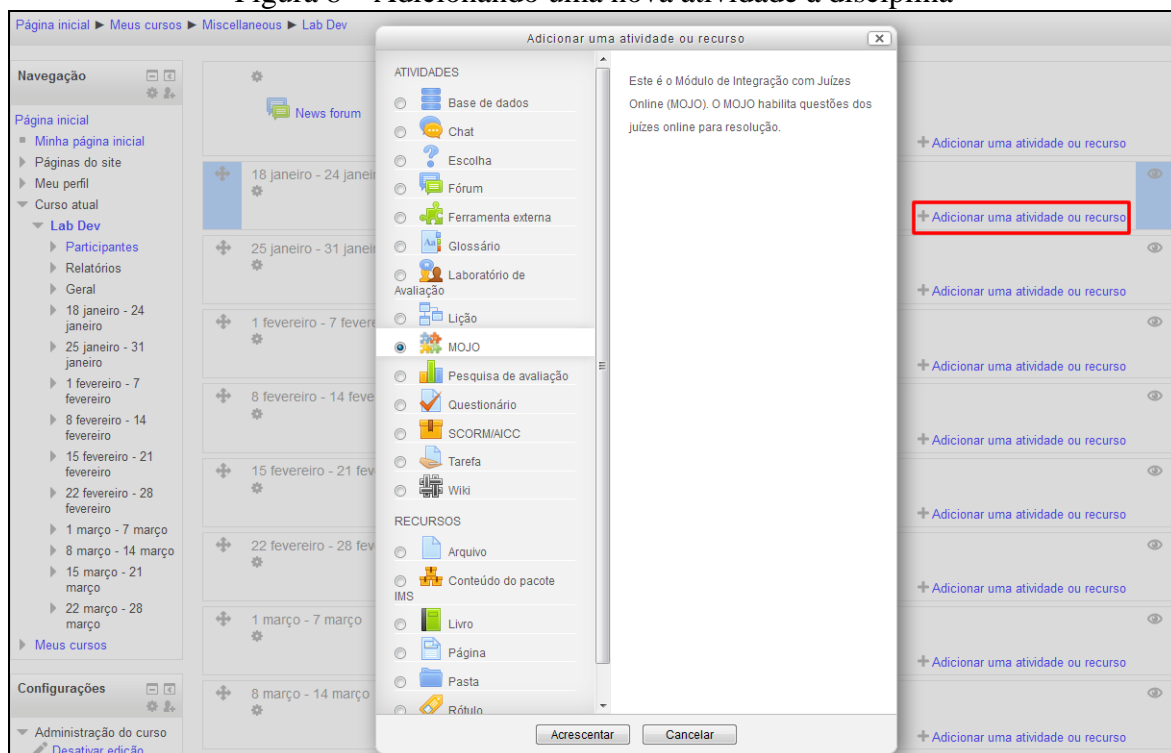 Figura 8 – Adicionando uma nova atividade à disciplina
Página inicial ► Meus cursos ► Miscellaneous ► Lab Dev
Navegação
Página inicial
Minha página inicial
Páginas do site
Meu perfil
Curso atual
Lab Dev
Participantes
Relatórios
Geral
18 janeiro - 24
janeiro
25 janeiro - 31
janeiro
1 fevereiro - 7
fevereiro
8 fevereiro - 14
fevereiro
15 fevereiro - 21
fevereiro
22 fevereiro - 28
fevereiro
1 março - 7 março
8 março - 14 março
15 março - 21
março
22 março - 28
março
Meus cursos
Configurações
Administração do curso
Desativar edição
News forum
18 janeiro - 24
25 janeiro - 31
1 fevereiro - 7
8 fevereiro - 14
15 fevereiro - 21
22 fevereiro - 28
1 março - 7 março
8 março - 14 março
Adicionar uma atividade ou recurso
ATIVIDADES
Base de dados
Chat
Escolha
Fórum
Ferramenta externa
Glossário
Laboratório de
Avaliação
Lição
MOJO
Pesquisa de avaliação
Questionário
SCORM/AICC
Tarefa
Wiki
RECURSOS
Arquivo
Conteúdo do pacote
IMS
Livro
Página
Pasta
Rótulo
Este é o Módulo de Integração com Juízes
Online (MOJO). O MOJO habilita questões dos
juízes online para resolução.
Acrescentar
Cancelar
Adicionar uma atividade ou recurso
Adicionar uma atividade ou recurso
Adicionar uma atividade ou recurso
Adicionar uma atividade ou recurso
Adicionar uma atividade ou recurso
Adicionar uma atividade ou recurso
Adicionar uma atividade ou recurso
Adicionar uma atividade ou recurso
Adicionar uma atividade ou recurso